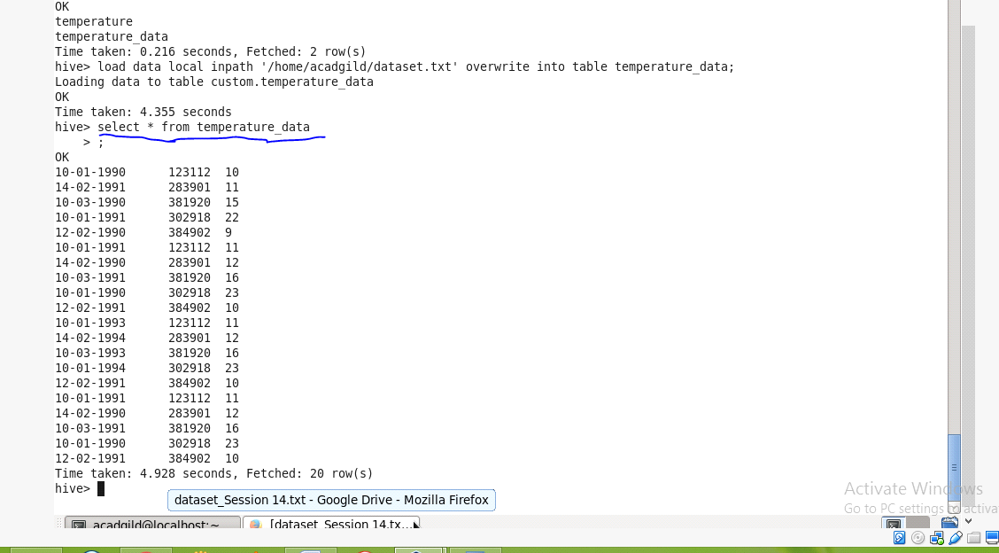 OK
temperature
temperature_data
Time taken: 0.216 seconds, Fetched: 2 row(s)
hive> load data local inpath '/home/acadgild/dataset.txt' overwrite into table temperature_data;
Loading data to table custom.temperature_data
OK
Time taken: 4.355 seconds
hive> select * from temperature_data
    > ;
OK
10-01-1990      123112  10
14-02-1991      283901  11
10-03-1990      381920  15
10-01-1991      302918  22
12-02-1990      384902  9
10-01-1991      123112  11
14-02-1990      283901  12
10-03-1991      381920  16
10-01-1990      302918  23
12-02-1991      384902  10
10-01-1993      123112  11
14-02-1994      283901  12
10-03-1993      381920  16
10-01-1994      302918  23
12-02-1991      384902  10
10-01-1991      123112  11
14-02-1990      283901  12
10-03-1991      381920  16
10-01-1990      302918  23
12-02-1991      384902  10
Time taken: 4.928 seconds, Fetched: 20 row(s)
hive>
dataset_Session 14.txt - Google Drive - Mozilla Firefox
Activate Windows
Go to PC settings to activa
acadgild@localhost:~
[dataset_Session 14.tx...